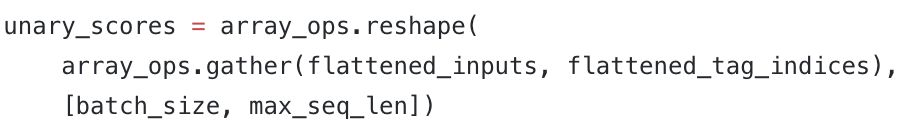 unary_scores = array_ops.reshape(
    array_ops.gather(flattened_inputs, flattened_tag_indices),
    [batch_size, max_seq_len])